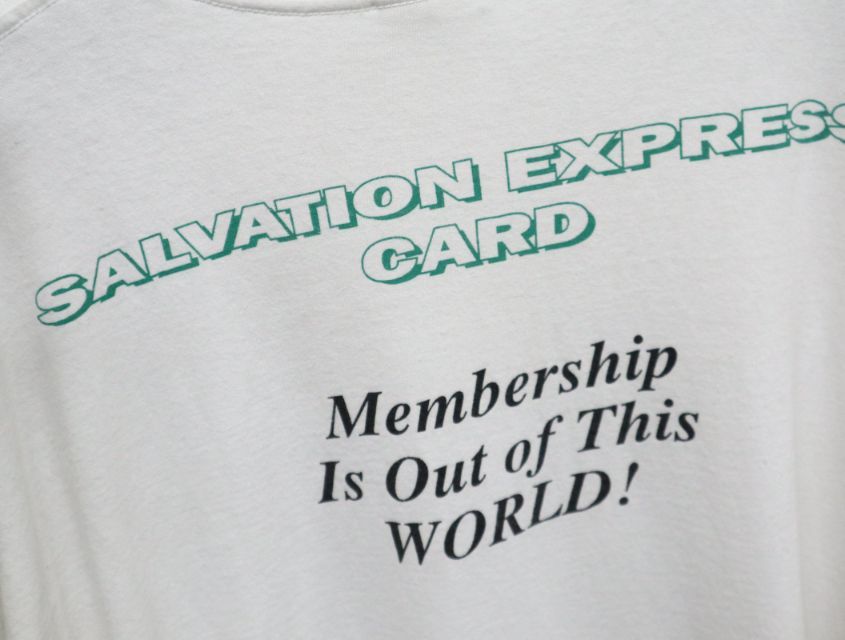 SALVATION EXPRESS
CARD
Membership
Is Out of This
WORLD!